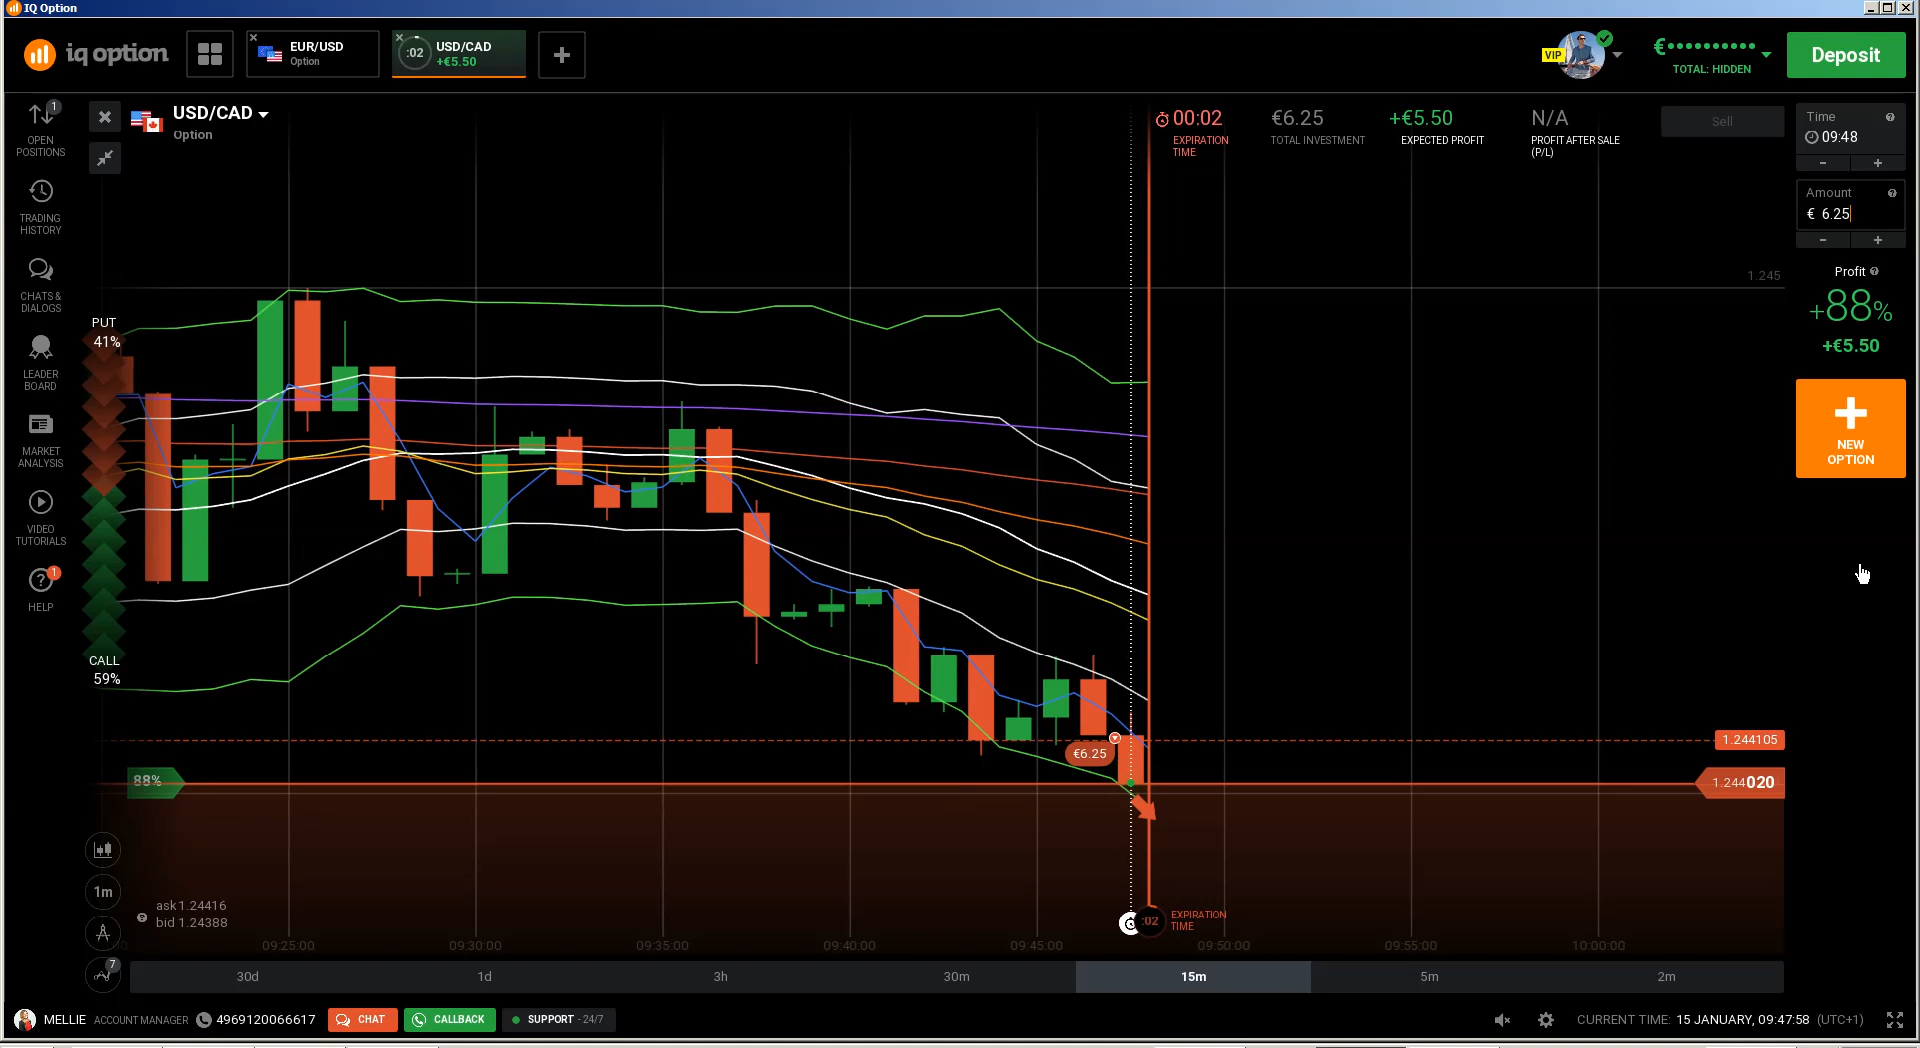 IQ Option
iq option
EUR/USD
Option
:02
USD/CAD
+€5.50
VIP
€
TOTAL: HIDDEN
Deposit
1
OPEN
POSITIONS
TRADING
HISTORY
CHATS &
DIALOGS
LEADER
BOARD
MARKET
ANALYSIS
VIDEO
TUTORIALS
1
HELP
USD/CAD
Option
00:02
EXPIRATION
TIME
€6.25
TOTAL INVESTMENT
+€5.50
EXPECTED PROFIT
N/A
PROFIT AFTER SALE
(P/L)
Sell
Time
09:48
- +
Amount
€ 6.25
- +
Profit
+88%
+€5.50
NEW
OPTION
1.245
PUT
41%
CALL
59%
88%
€6.25
1.244105
1.244020
:02
EXPIRATION
TIME
1m
7
ask 1.24416
bid 1.24388
09:25:00 09:30:00 09:35:00 09:40:00 09:45:00 09:50:00 09:55:00 10:00:00
30d 1d 3h 30m 15m 5m 2m
MELLIE ACCOUNT MANAGER 4969120066617 CHAT CALLBACK SUPPORT - 24/7
CURRENT TIME: 15 JANUARY, 09:47:58 (UTC+1)